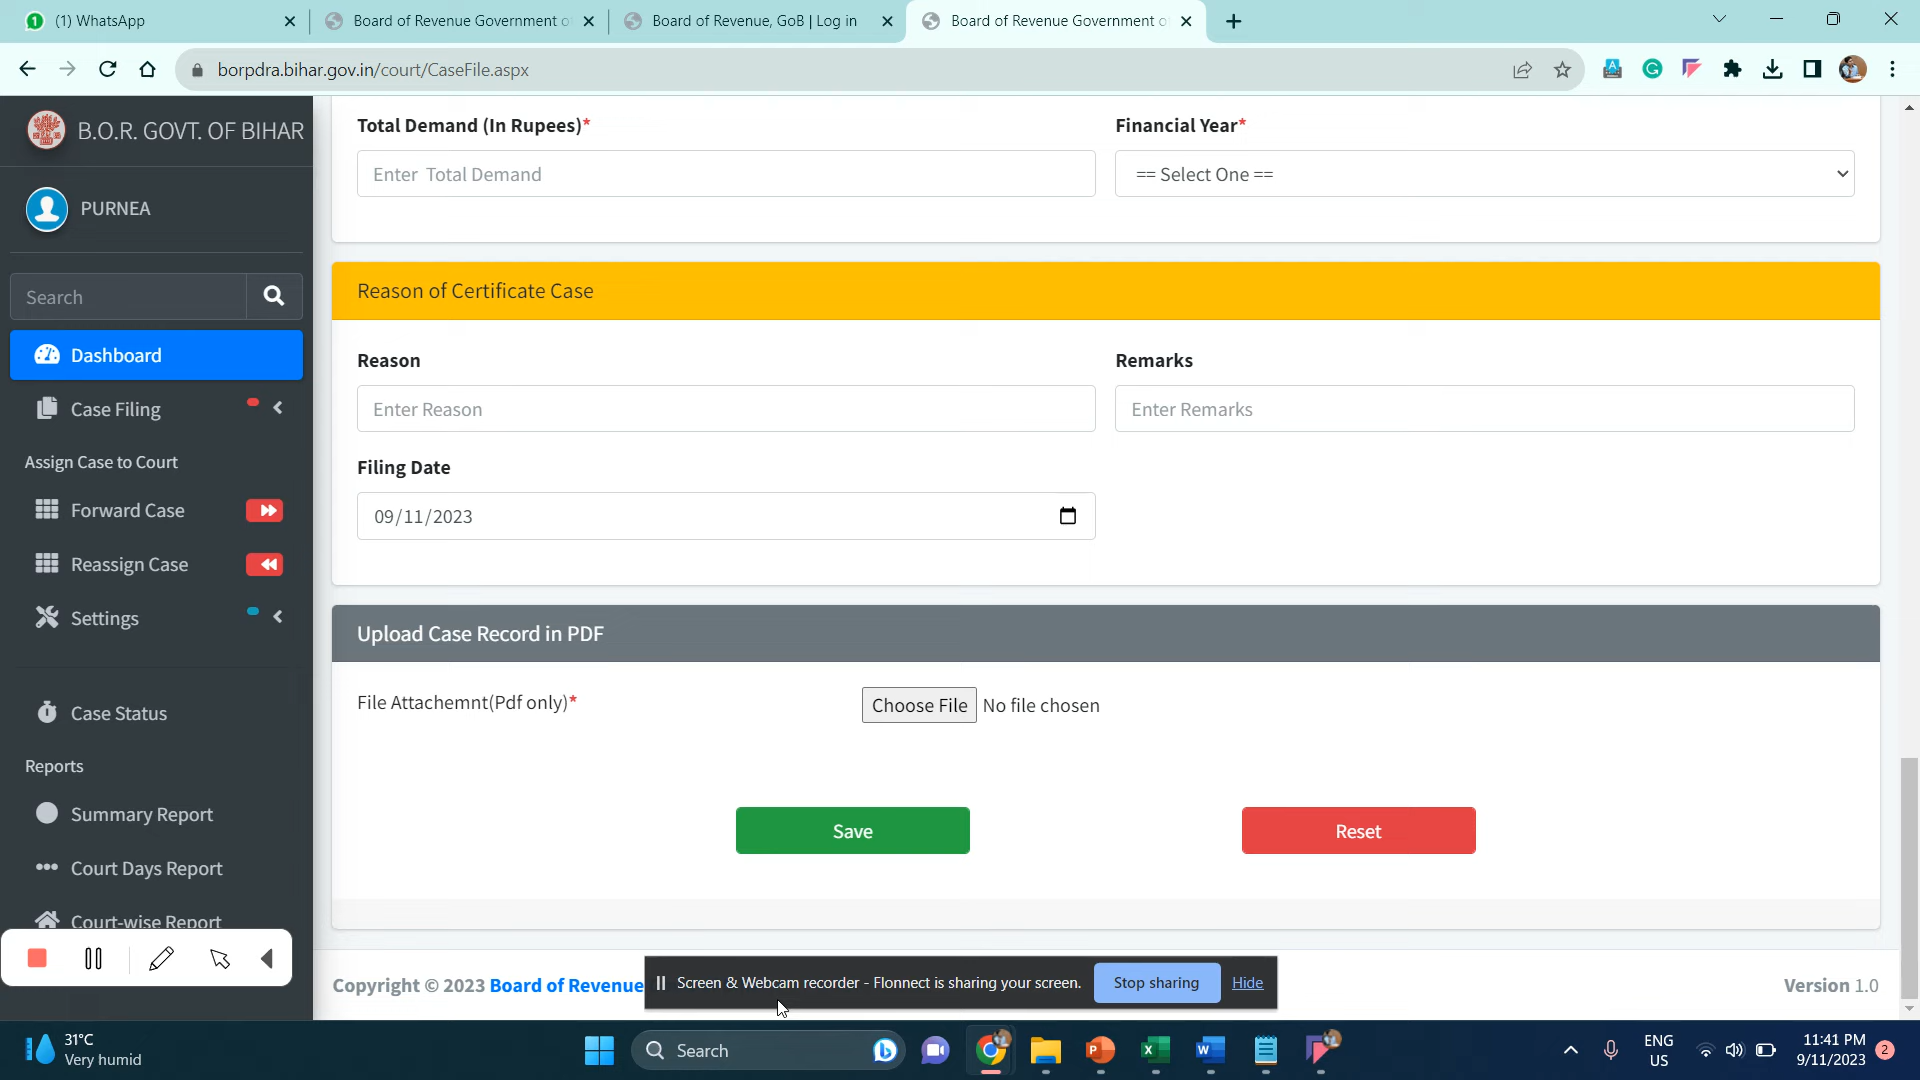 (1) WhatsApp
Board of Revenue Government o
Board of Revenue, GoB | Log in
Board of Revenue Government o
borpdra.bihar.gov.in/court/CaseFile.aspx
B.O.R. GOVT. OF BIHAR
PURNEA
Search
Dashboard
Case Filing
Assign Case to Court
Forward Case
Reassign Case
Settings
Case Status
Reports
Summary Report
Court Days Report
Court-wise Report
Total Demand (In Rupees)*
Financial Year*
Enter Total Demand
== Select One ==
Reason of Certificate Case
Reason
Remarks
Enter Reason
Enter Remarks
Filing Date
09/11/2023
Upload Case Record in PDF
File Attachemnt(Pdf only)*
Choose File No file chosen
Save
Reset
Copyright © 2023 Board of Revenue
Version 1.0
Screen & Webcam recorder - Flonnect is sharing your screen.
Stop sharing
Hide
31°C
Very humid
Search
ENG
US
11:41 PM
9/11/2023
2